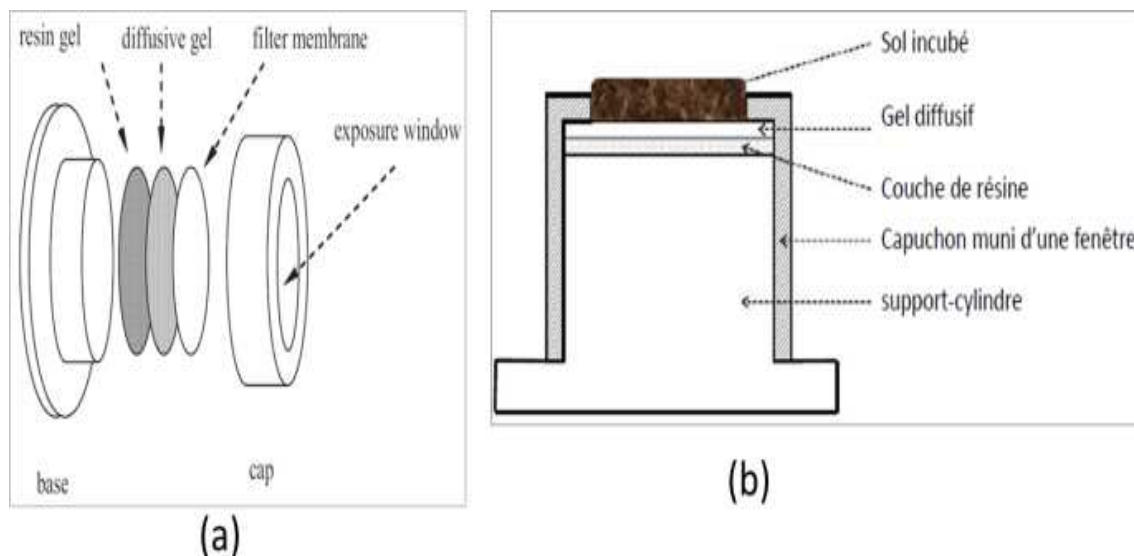 resin gel
diffusive gel
filter membrane
exposure window
base
cap
(a)
Sol incubé
Gel diffusif
Couche de résine
Capuchon muni d'une fenêtre
support-cylindre
(b)